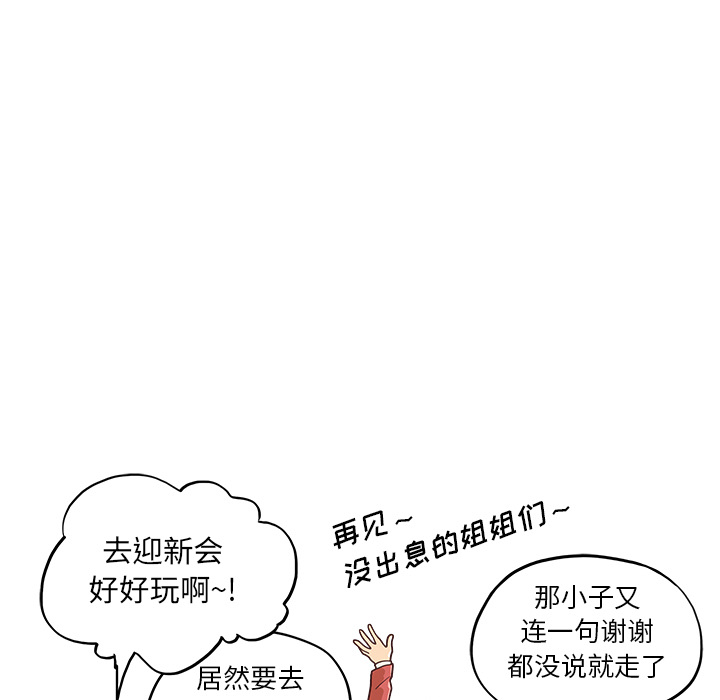 去迎新会
好好玩啊~!
再见~
没出息的姐姐们~
那小子又
连一句谢谢
都没说就走了
居然要去